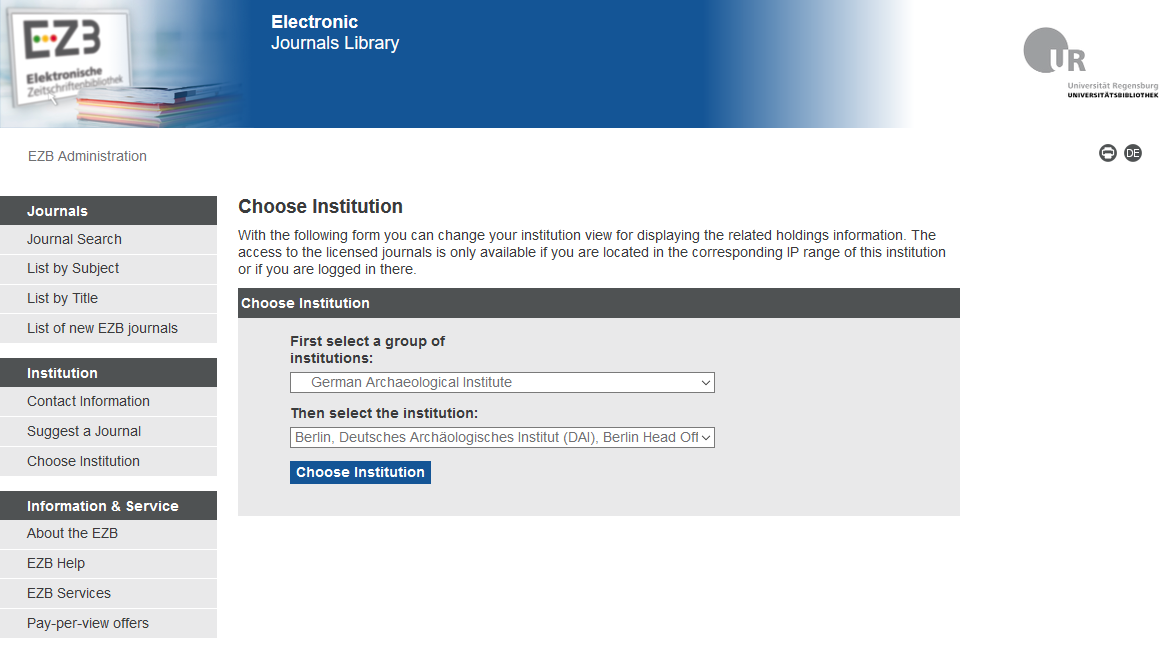 EZB
Elektronische
Zeitschriftenbibliothek
Electronic
Journals Library
UR
Universität Regensburg
UNIVERSITÄTSBIBLIOTHEK
EZB Administration
DE
Journals
Journal Search
List by Subject
List by Title
List of new EZB journals
Institution
Contact Information
Suggest a Journal
Choose Institution
Information & Service
About the EZB
EZB Help
EZB Services
Pay-per-view offers
Choose Institution
With the following form you can change your institution view for displaying the related holdings information. The
access to the licensed journals is only available if you are located in the corresponding IP range of this institution
or if you are logged in there.
Choose Institution
First select a group of
institutions:
German Archaeological Institute
Then select the institution:
Berlin, Deutsches Archäologisches Institut (DAI), Berlin Head Off
Choose Institution